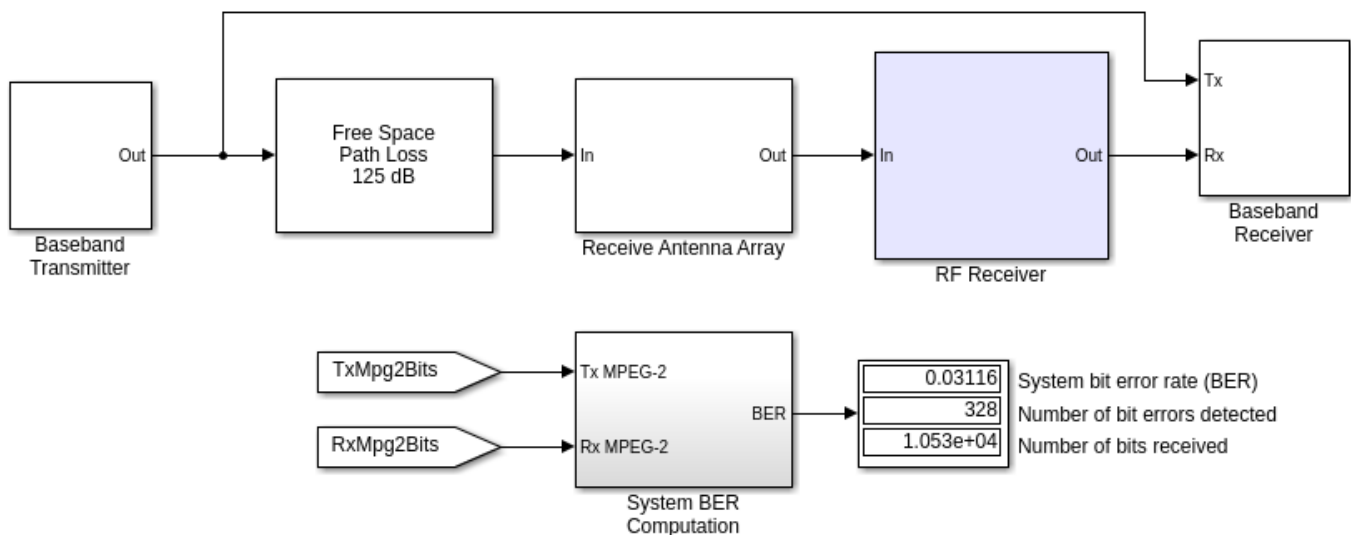 Out
Baseband
Transmitter
Free Space
Path Loss
125 dB
In
Out
Receive Antenna Array
In
Out
RF Receiver
Tx
Rx
Baseband
Receiver
TxMpg2Bits
RxMpg2Bits
Tx MPEG-2
Rx MPEG-2
BER
System BER
Computation
0.03116
System bit error rate (BER)
328
Number of bit errors detected
1.053e+04
Number of bits received